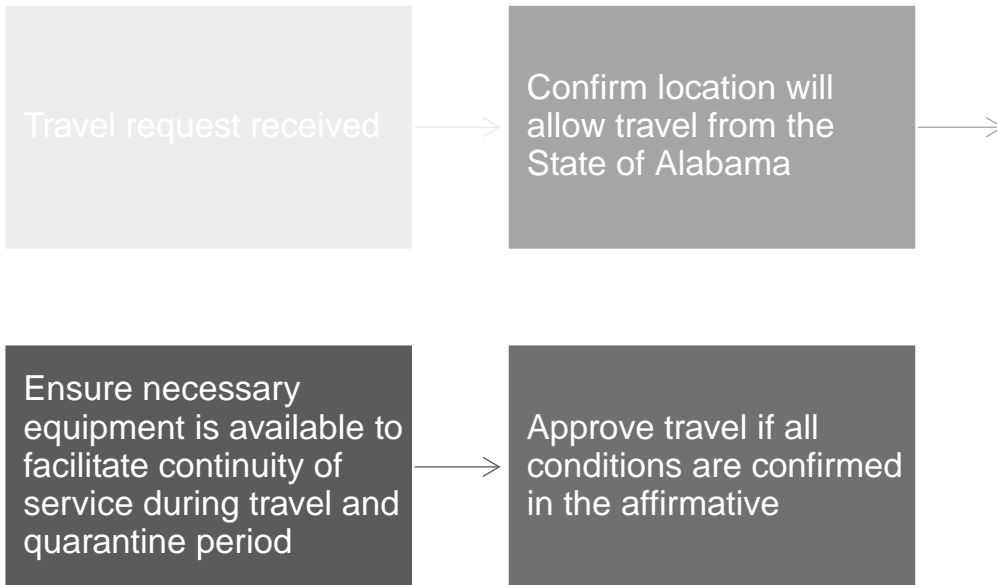 Travel request received
Confirm location will
allow travel from the
State of Alabama
Ensure necessary
equipment is available to
facilitate continuity of
service during travel and
quarantine period
Approve travel if all
conditions are confirmed
in the affirmative